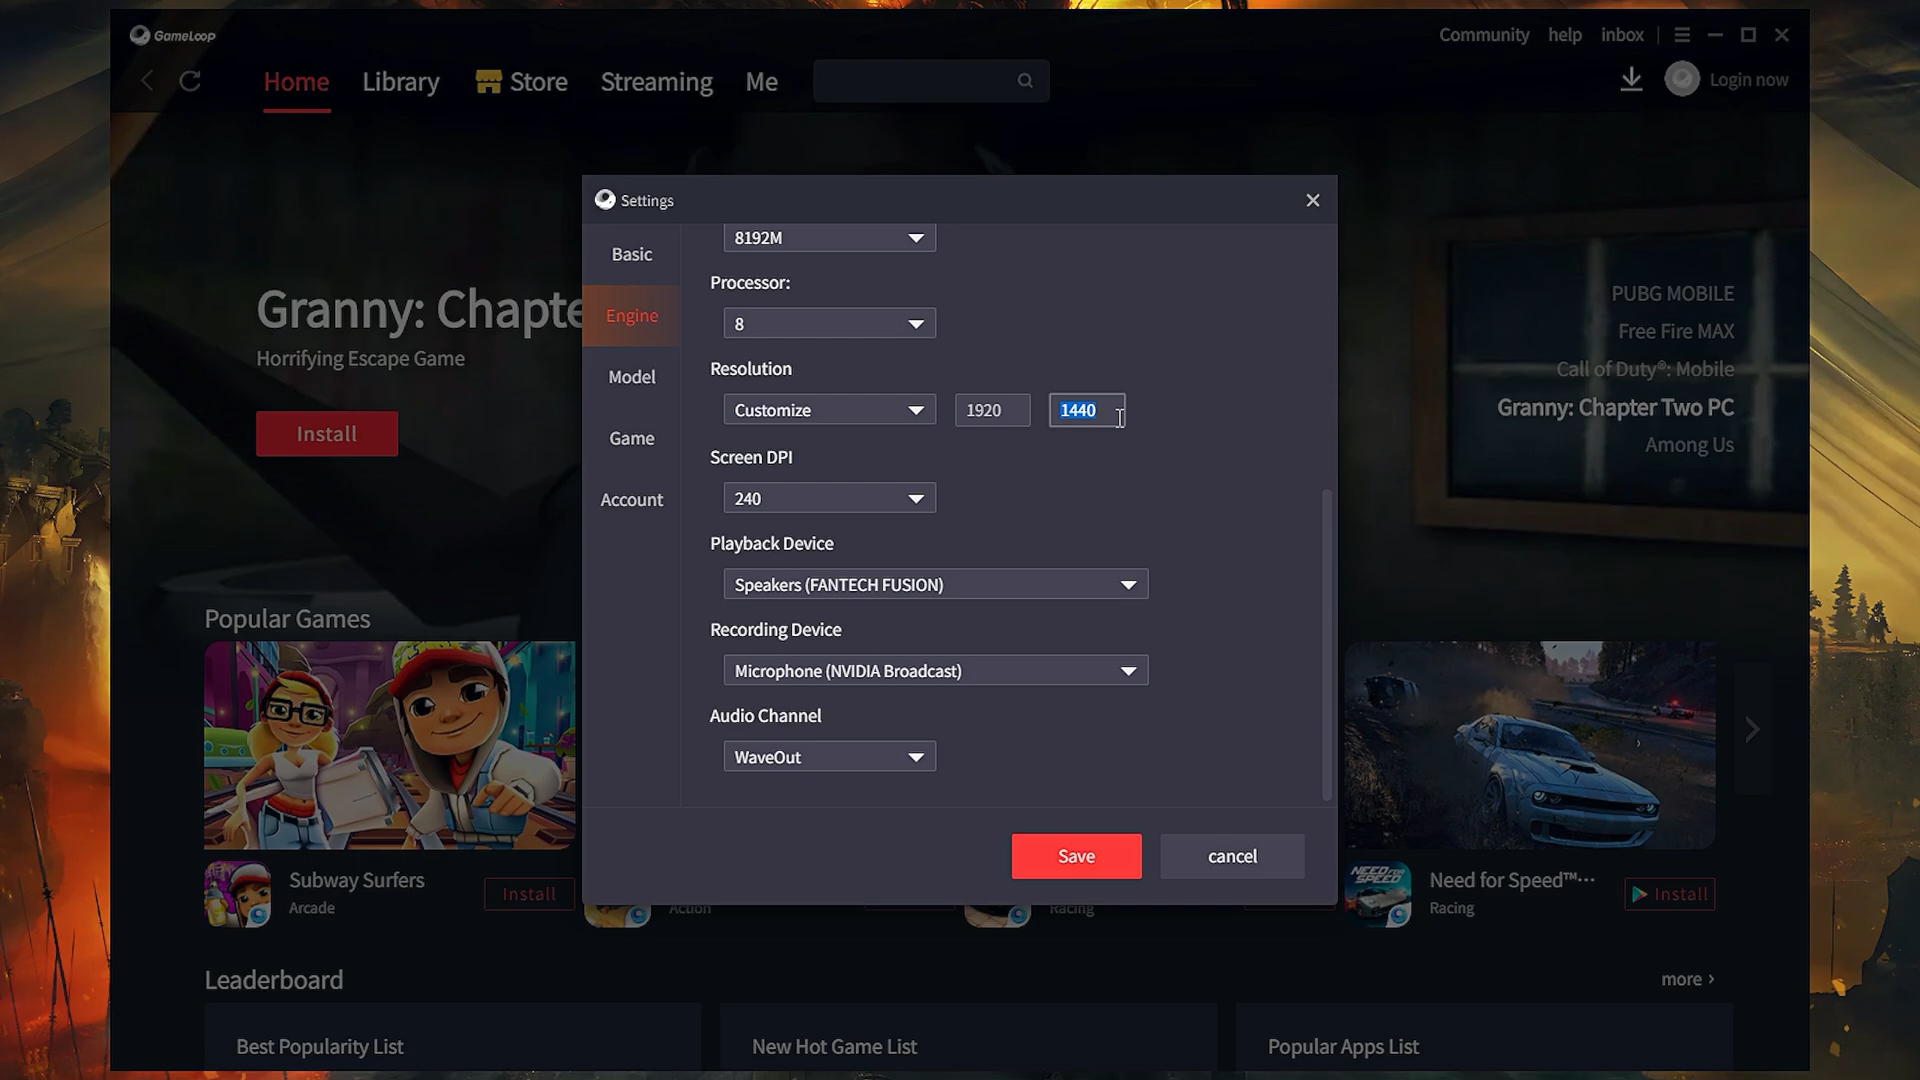 GameLoop
Community help inbox
Home Library Store Streaming Me
Login now
Settings
Basic
Engine
Model
Game
Account
8192M
Processor:
8
Resolution
Customize 1920 1440
Screen DPI
240
Playback Device
Speakers (FANTECH FUSION)
Recording Device
Microphone (NVIDIA Broadcast)
Audio Channel
WaveOut
Save cancel
Granny: Chapte
Horrifying Escape Game
Install
PUBG MOBILE
Free Fire MAX
Call of Duty®: Mobile
Granny: Chapter Two PC
Among Us
Popular Games
Subway Surfers
Arcade
Install
Action
Racing
NEED FOR SPEED
Need for Speed™···
Racing
Install
Leaderboard
more >
Best Popularity List
New Hot Game List
Popular Apps List